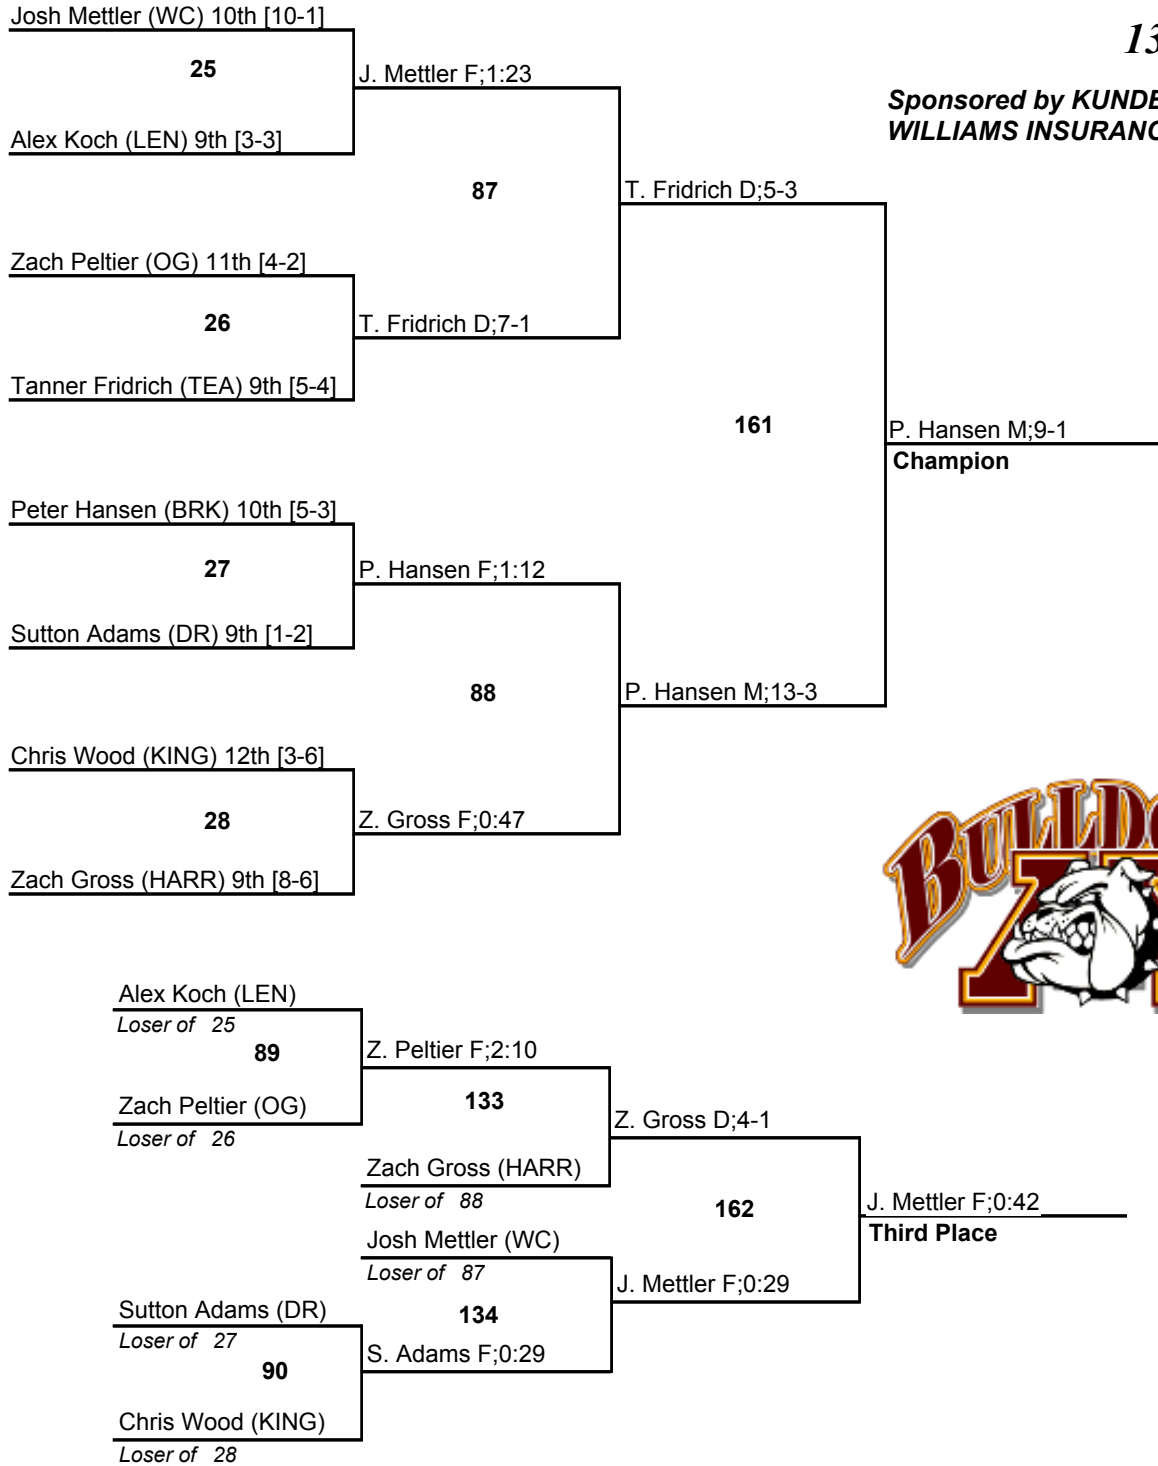 Josh Mettler (WC) 10th [10-1]
25
J. Mettler F;1:23
Alex Koch (LEN) 9th [3-3]
87
T. Fridrich D;5-3
Zach Peltier (OG) 11th [4-2]
26
T. Fridrich D;7-1
Tanner Fridrich (TEA) 9th [5-4]
161
P. Hansen M;9-1
Champion
Peter Hansen (BRK) 10th [5-3]
27
P. Hansen F;1:12
Sutton Adams (DR) 9th [1-2]
88
P. Hansen M;13-3
Chris Wood (KING) 12th [3-6]
28
Z. Gross F;0:47
Zach Gross (HARR) 9th [8-6]
13
Sponsored by KUNDE
WILLIAMS INSURANC
BULLDO
Alex Koch (LEN)
Loser of 25
89
Z. Peltier F;2:10
Zach Peltier (OG)
Loser of 26
133
Z. Gross D;4-1
Zach Gross (HARR)
Loser of 88
162
J. Mettler F;0:42
Third Place
Josh Mettler (WC)
Loser of 87
J. Mettler F;0:29
Sutton Adams (DR)
Loser of 27
134
S. Adams F;0:29
90
Chris Wood (KING)
Loser of 28